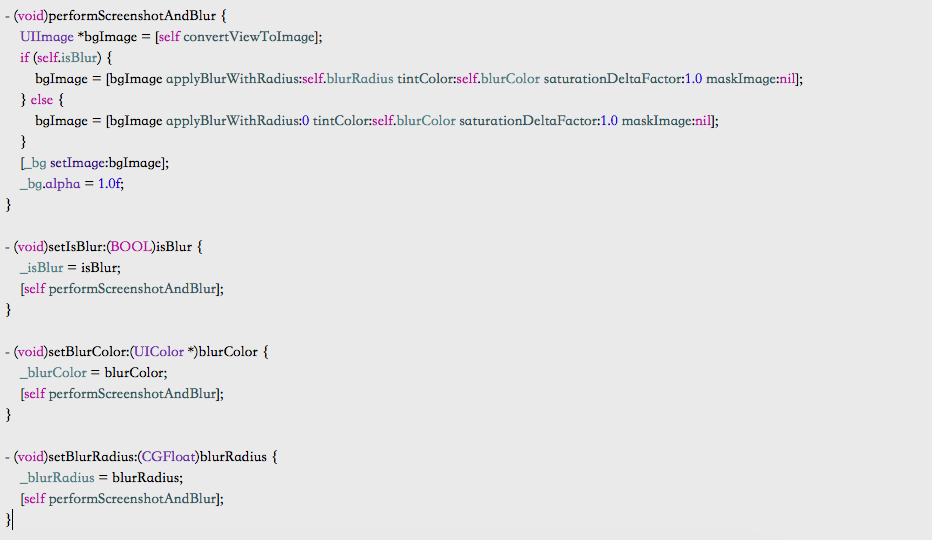 - (void)performScreenshotAndBlur {
UIImage *bgImage = [self convertViewToImage];
if (self.isBlur) {
bgImage = [bgImage applyBlurWithRadius:self.blurRadius tintColor:self.blurColor saturationDeltaFactor:1.0 maskImage:nil];
} else {
bgImage = [bgImage applyBlurWithRadius:0 tintColor:self.blurColor saturationDeltaFactor:1.0 maskImage:nil];
}
[_bg setImage:bgImage];
_bg.alpha = 1.0f;
}
- (void)setIsBlur:(BOOL)isBlur {
_isBlur = isBlur;
[self performScreenshotAndBlur];
}
- (void)setBlurColor:(UIColor *)blurColor {
_blurColor = blurColor;
[self performScreenshotAndBlur];
}
- (void)setBlurRadius:(CGFloat)blurRadius {
_blurRadius = blurRadius;
[self performScreenshotAndBlur];
}